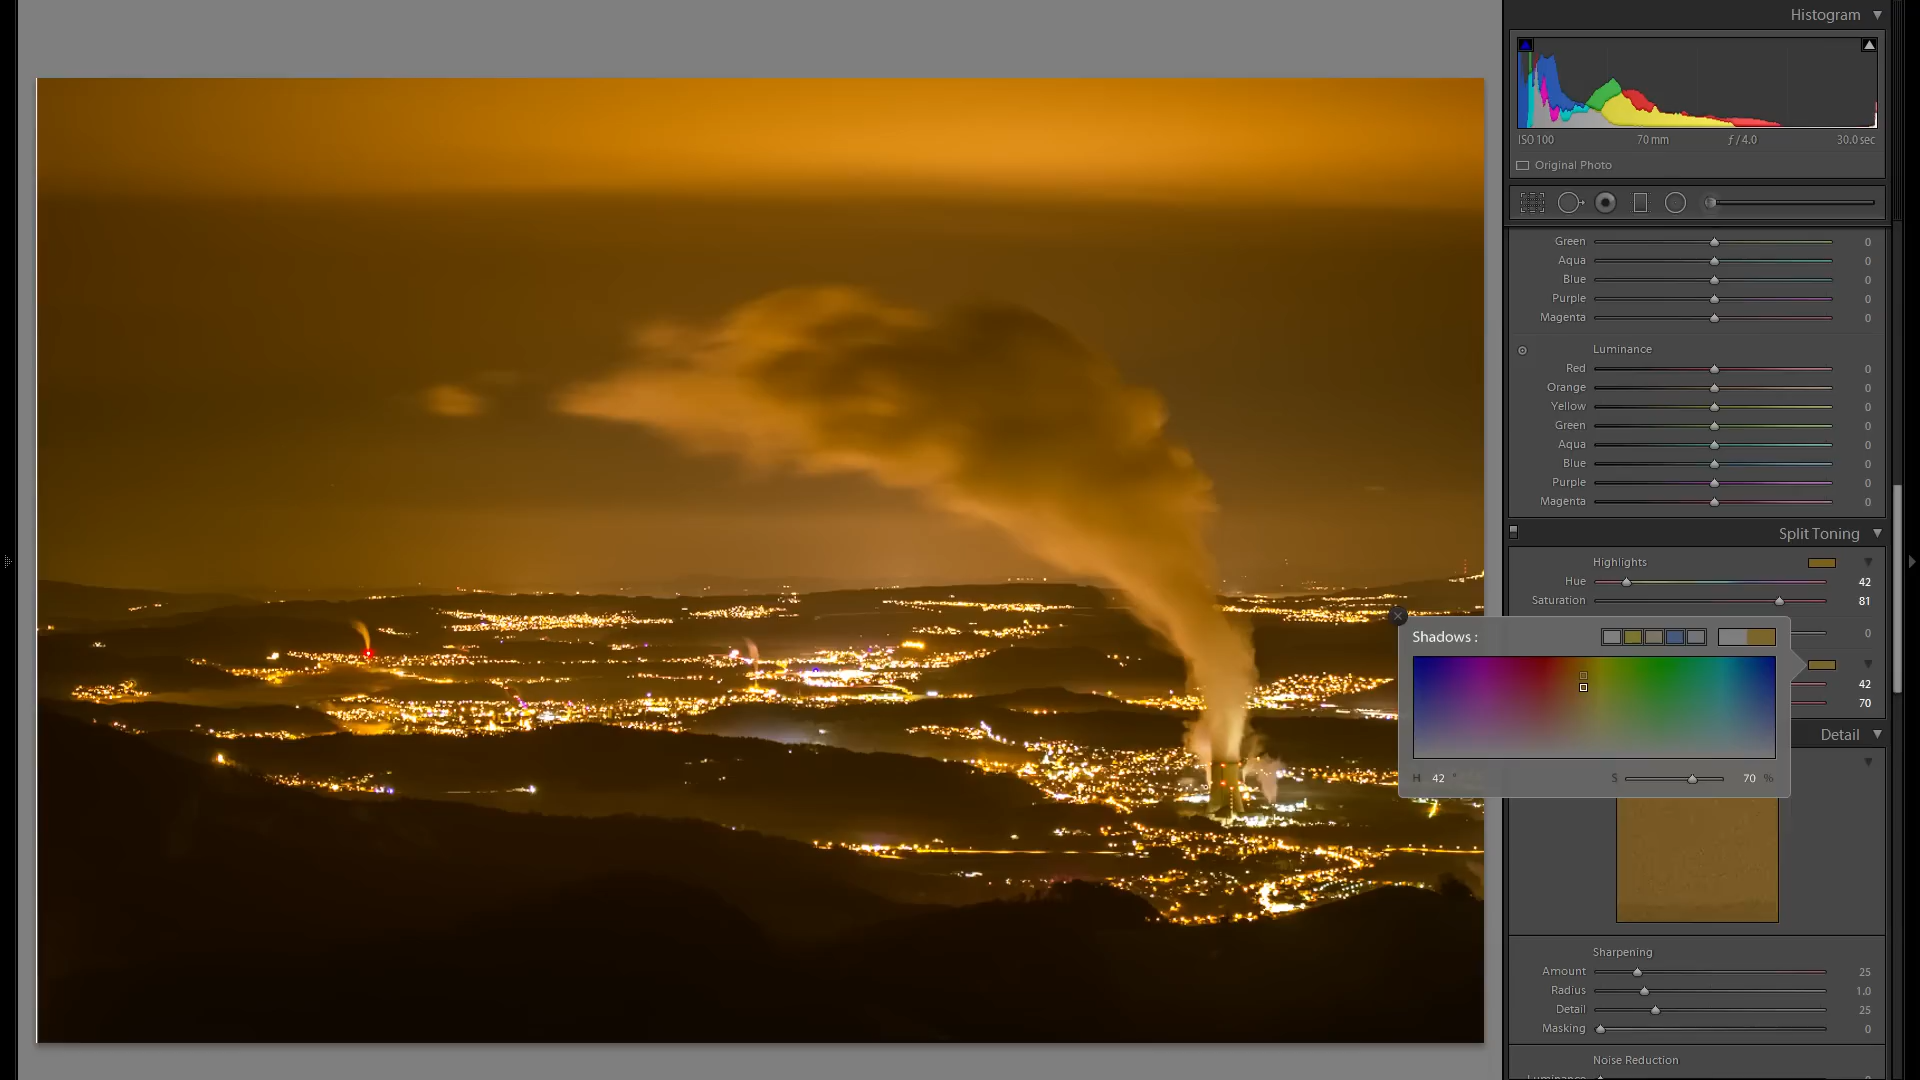 Histogram
ISO 100 70 mm ƒ / 4.0 30.0 sec
Original Photo
Green 0
Aqua 0
Blue 0
Purple 0
Magenta 0
Luminance
Red 0
Orange 0
Yellow 0
Green 0
Aqua 0
Blue 0
Purple 0
Magenta 0
Split Toning
Highlights
Hue 42
Saturation 81
0
Shadows :
42
70
H 42 ° S 70 %
Detail
Sharpening
Amount 25
Radius 1.0
Detail 25
Masking 0
Noise Reduction
Luminance 0